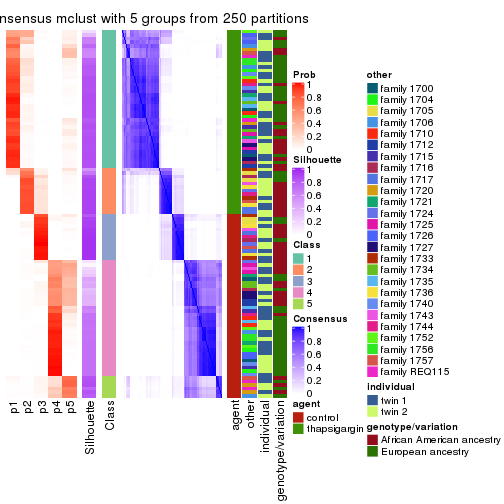 nsensus mclust with 5 groups from 250 partitions
Prob
1
0.8
0.6
0.4
0.2
0
Silhouette
1
0.8
0.6
0.4
0.2
0
Class
1
2
3
4
5
Consensus
1
0.8
0.6
0.4
0.2
0
agent
control
thapsigargin
other
family 1700
family 1704
family 1705
family 1706
family 1710
family 1712
family 1715
family 1716
family 1717
family 1720
family 1721
family 1724
family 1725
family 1726
family 1727
family 1733
family 1734
family 1735
family 1736
family 1740
family 1743
family 1744
family 1752
family 1756
family 1757
family REQ115
individual
twin 1
twin 2
genotype/variation
African American ancestry
European ancestry
p1
p2
p3
p4
p5
Silhouette
Class
agent
other
individual
genotype/variation